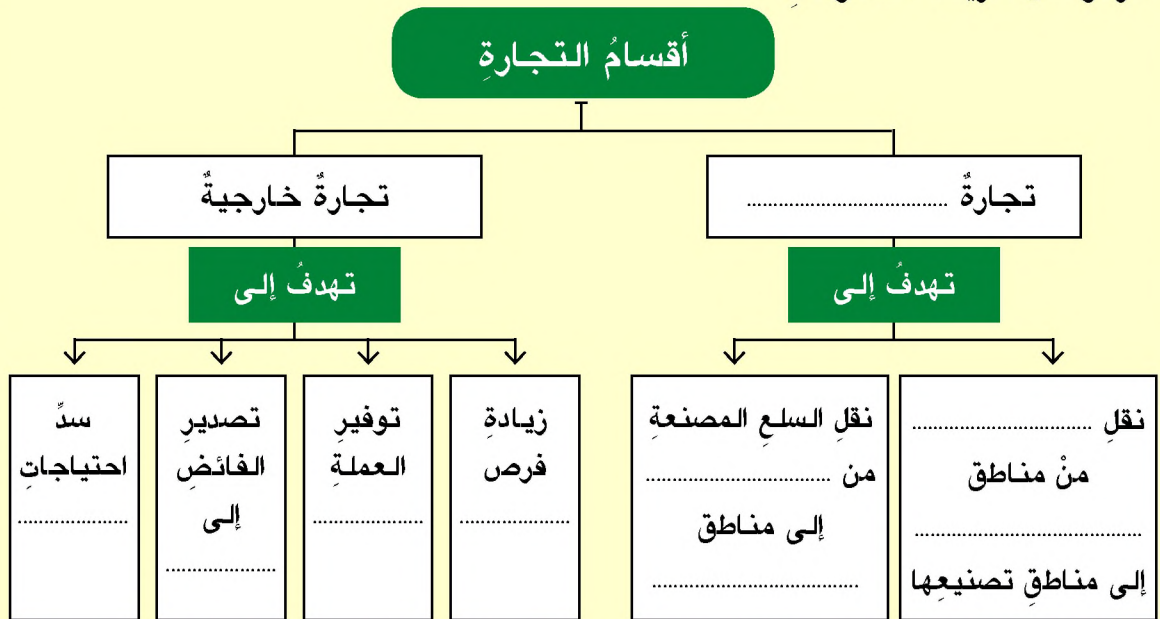 أقسامُ التجارةِ
تجارةٌ ........................
تجارةٌ خارجيةٌ
تهدفُ إلى
تهدفُ إلى
نقلِ ........................
منْ مناطق
........................
إلى مناطقِ تصنيعِها
نقلِ السلعِ المصنعةِ
من ........................
إلى مناطق
........................
زيادةِ
فرص
........................
توفيرِ
العملةِ
........................
تصديرِ
الفائضِ
إلى
........................
سدِّ
احتياجاتِ
........................